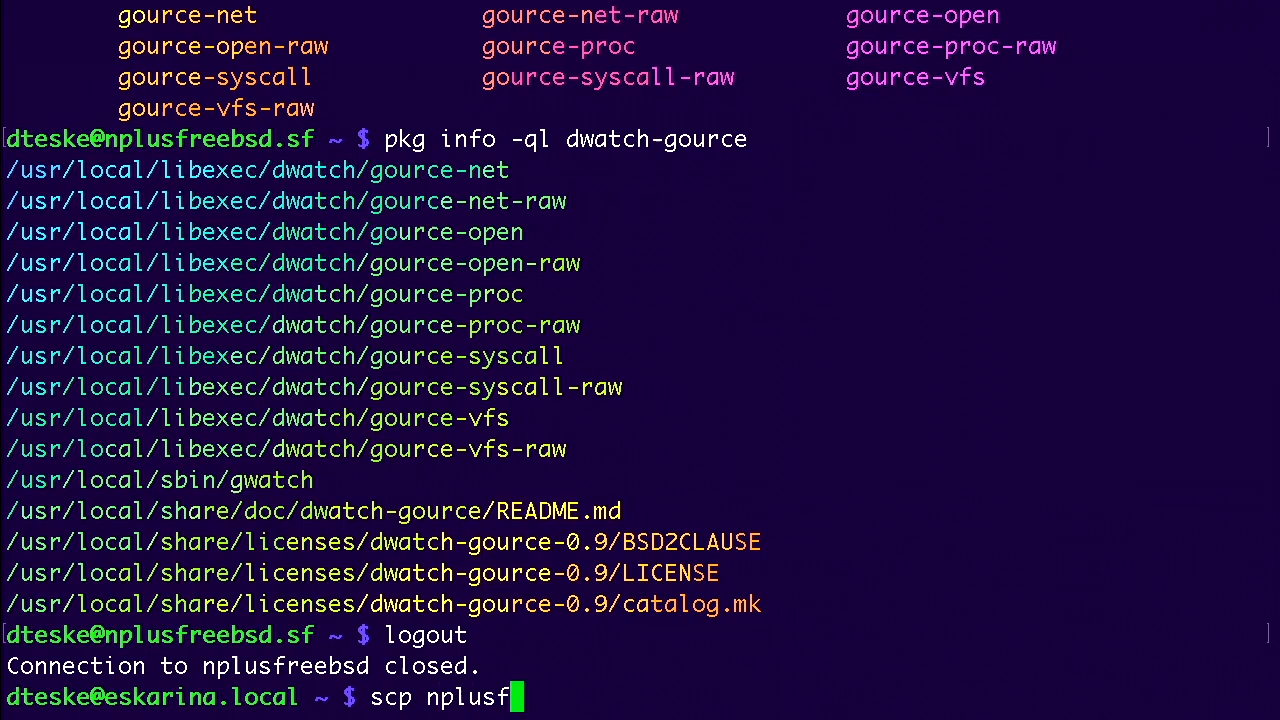 gource-net gource-net-raw gource-open
gource-open-raw gource-proc gource-proc-raw
gource-syscall gource-syscall-raw gource-vfs
gource-vfs-raw
[dteske@nplusfreebsd.sf ~ $ pkg info -ql dwatch-gource ]
/usr/local/libexec/dwatch/gource-net
/usr/local/libexec/dwatch/gource-net-raw
/usr/local/libexec/dwatch/gource-open
/usr/local/libexec/dwatch/gource-open-raw
/usr/local/libexec/dwatch/gource-proc
/usr/local/libexec/dwatch/gource-proc-raw
/usr/local/libexec/dwatch/gource-syscall
/usr/local/libexec/dwatch/gource-syscall-raw
/usr/local/libexec/dwatch/gource-vfs
/usr/local/libexec/dwatch/gource-vfs-raw
/usr/local/sbin/gwatch
/usr/local/share/doc/dwatch-gource/README.md
/usr/local/share/licenses/dwatch-gource-0.9/BSD2CLAUSE
/usr/local/share/licenses/dwatch-gource-0.9/LICENSE
/usr/local/share/licenses/dwatch-gource-0.9/catalog.mk
[dteske@nplusfreebsd.sf ~ $ logout ]
Connection to nplusfreebsd closed.
dteske@eskarina.local ~ $ scp nplusf